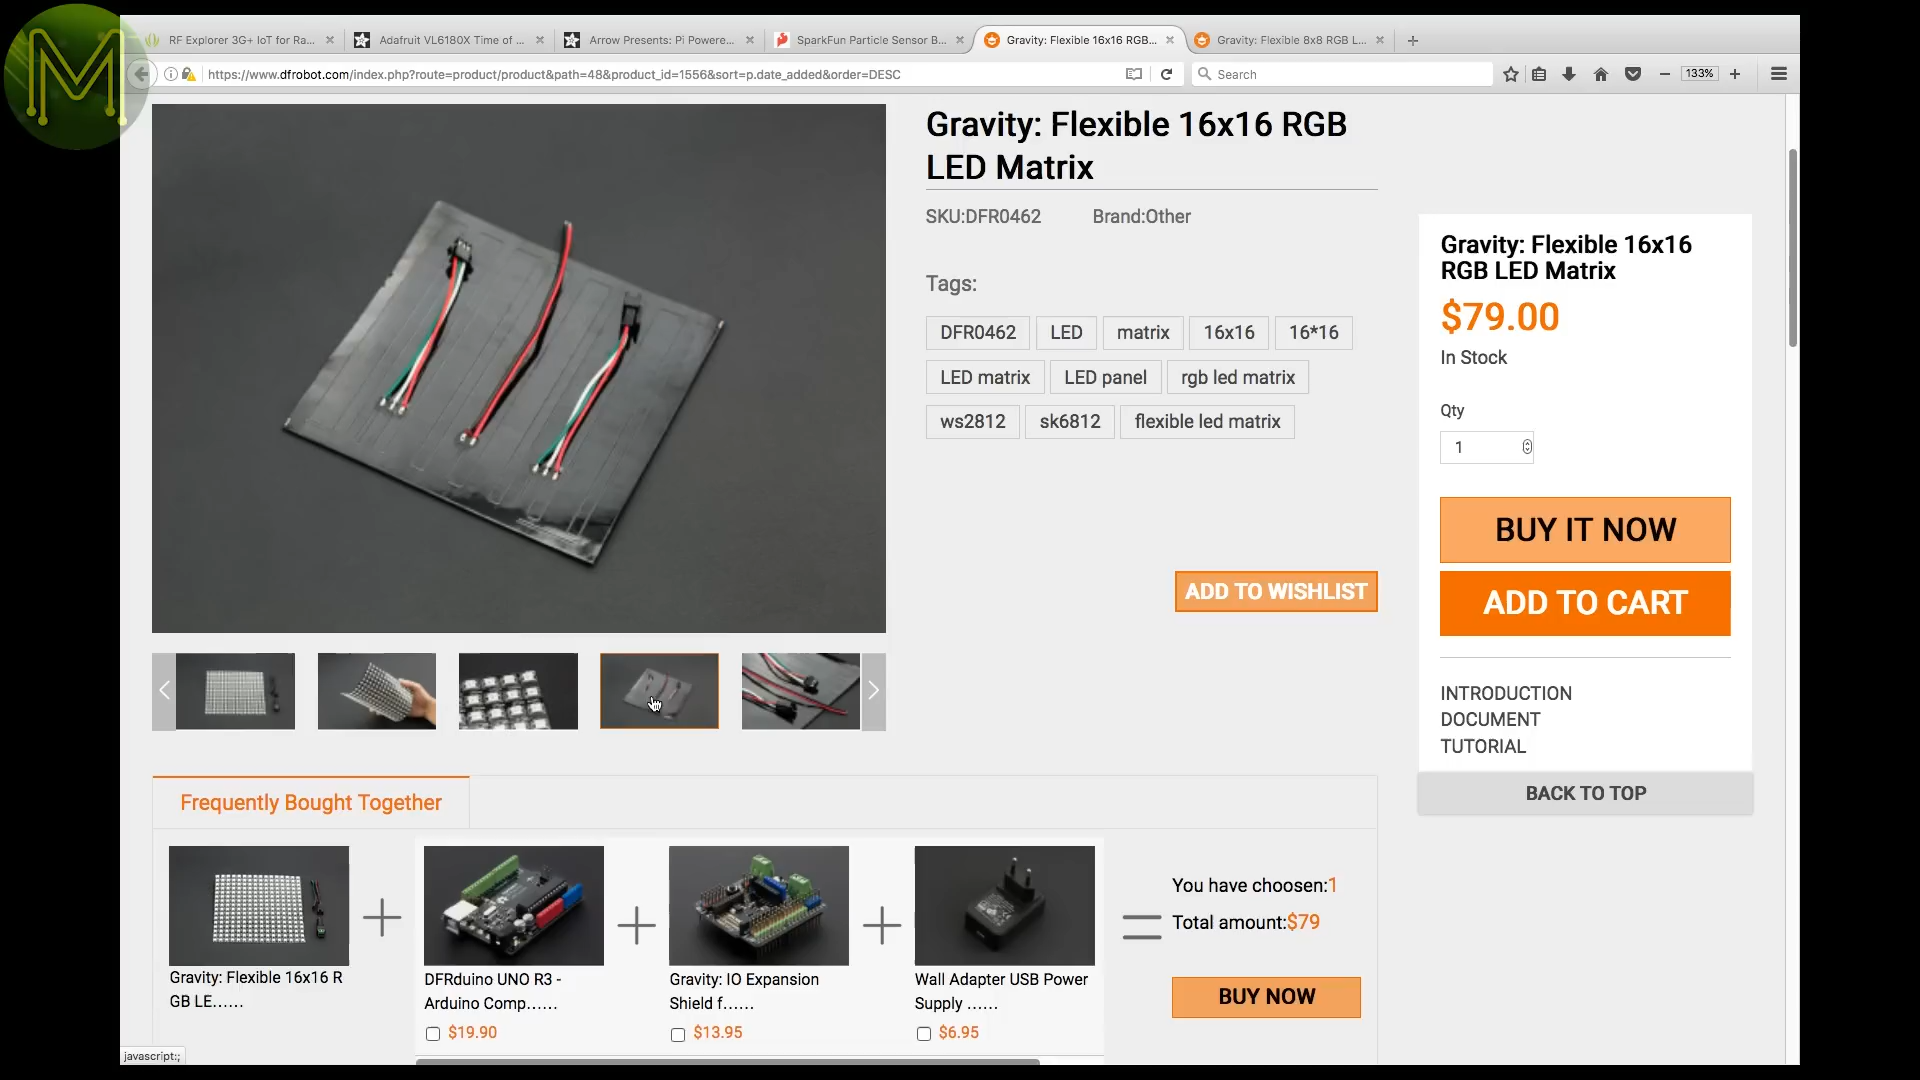 RF Explorer 3G+ IoT for Ra...
Adafruit VL6180X Time of ...
Arrow Presents: Pi Powere...
SparkFun Particle Sensor B...
Gravity: Flexible 16x16 RGB...
Gravity: Flexible 8x8 RGB L...
M
https://www.dfrobot.com/index.php?route=product/product&path=48&product_id=1556&sort=p.date_added&order=DESC
Search
133%
Gravity: Flexible 16x16 RGB
LED Matrix
SKU:DFR0462
Brand:Other
Tags:
DFR0462
LED
matrix
16x16
16*16
LED matrix
LED panel
rgb led matrix
ws2812
sk6812
flexible led matrix
ADD TO WISHLIST
Gravity: Flexible 16x16
RGB LED Matrix
$79.00
In Stock
Qty
1
BUY IT NOW
ADD TO CART
INTRODUCTION
DOCUMENT
TUTORIAL
BACK TO TOP
Frequently Bought Together
Gravity: Flexible 16x16 R
GB LE......
DFRduino UNO R3 -
Arduino Comp......
$19.90
Gravity: IO Expansion
Shield f......
$13.95
Wall Adapter USB Power
Supply ......
$6.95
You have choosen:1
Total amount:$79
BUY NOW
javascript:;